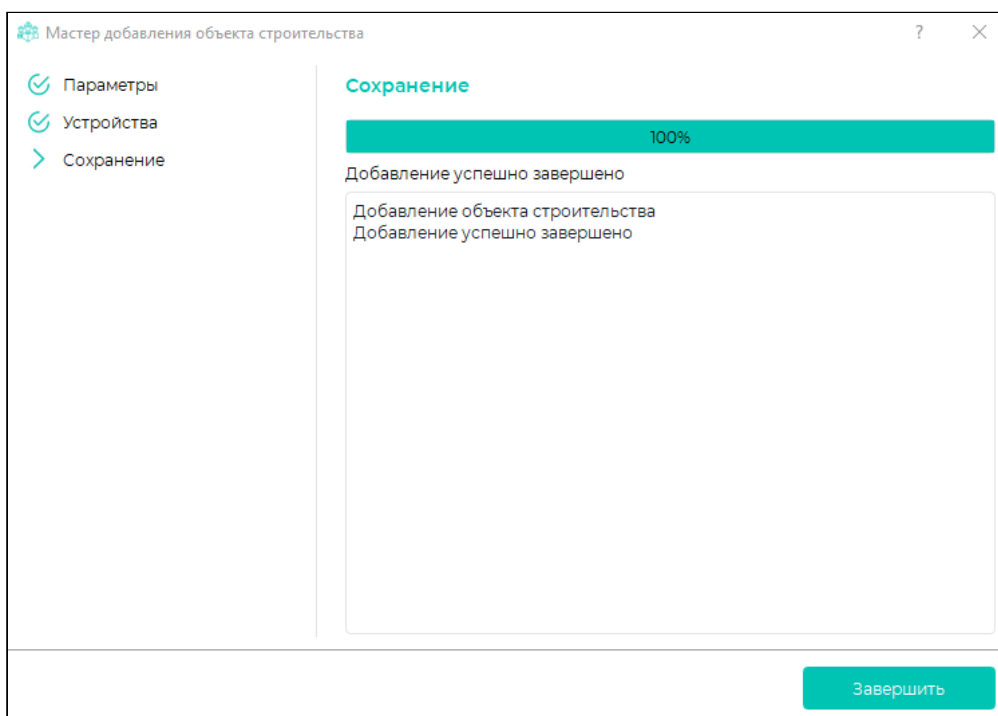 Мастер добавления объекта строительства
?
Параметры
Устройства
Сохранение
Сохранение
100%
Добавление успешно завершено
Добавление объекта строительства
Добавление успешно завершено
Завершить